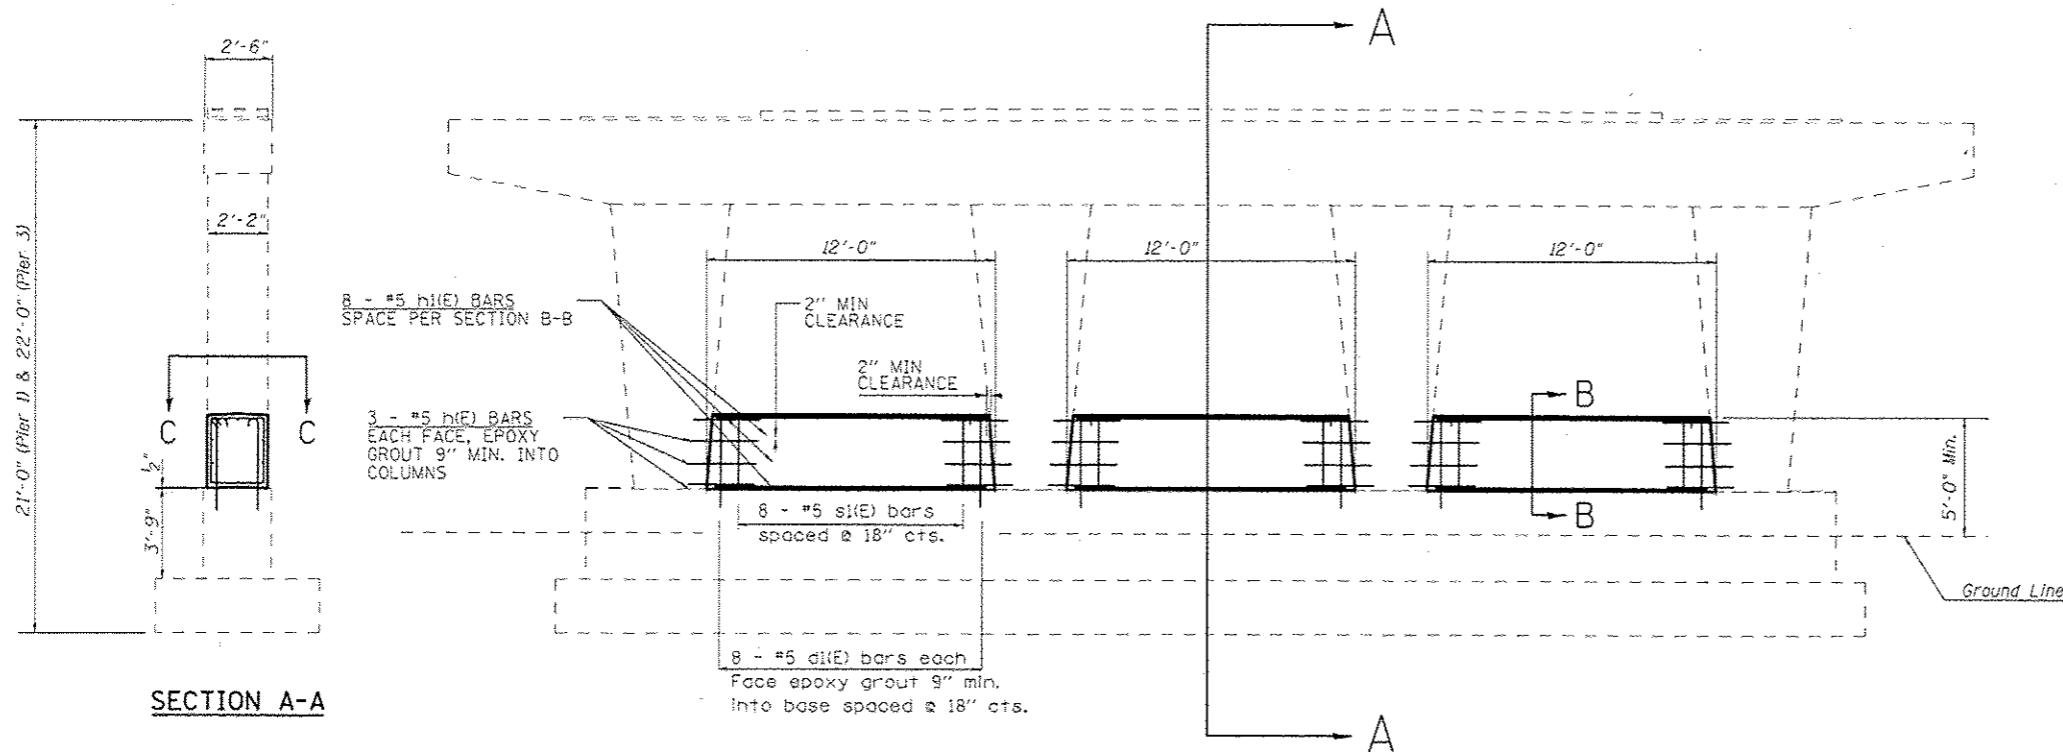 A
2'-6"
21'-0" (Pier 1) & 22'-0" (Pier 3)
2'-2"
12'-0"
12'-0"
12'-0"
8 - #5 h1(E) BARS
SPACE PER SECTION B-B
2" MIN
CLEARANCE
2" MIN
CLEARANCE
3 - #5 h(E) BARS
EACH FACE, EPOXY
GROUT 9" MIN. INTO
COLUMNS
C
C
B
B
½"
3'-9"
5'-0" Min.
8 - #5 s1(E) bars
spaced @ 18" cts.
Ground Line
8 - #5 d1(E) bars each
Face epoxy grout 9" min.
into base spaced @ 18" cts.
SECTION A-A
A